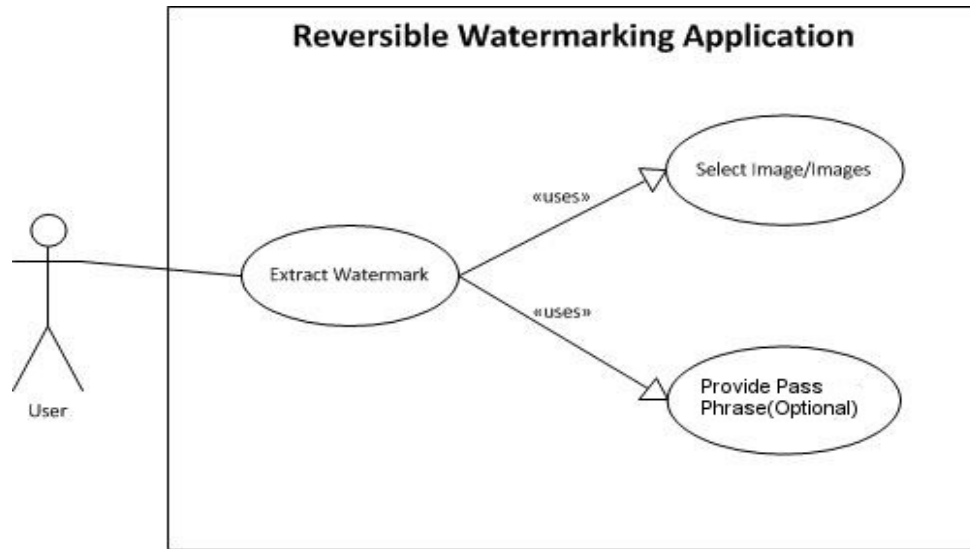 Reversible Watermarking Application
Select Image/Images
«uses»
Extract Watermark
«uses»
Provide Pass
Phrase(Optional)
User